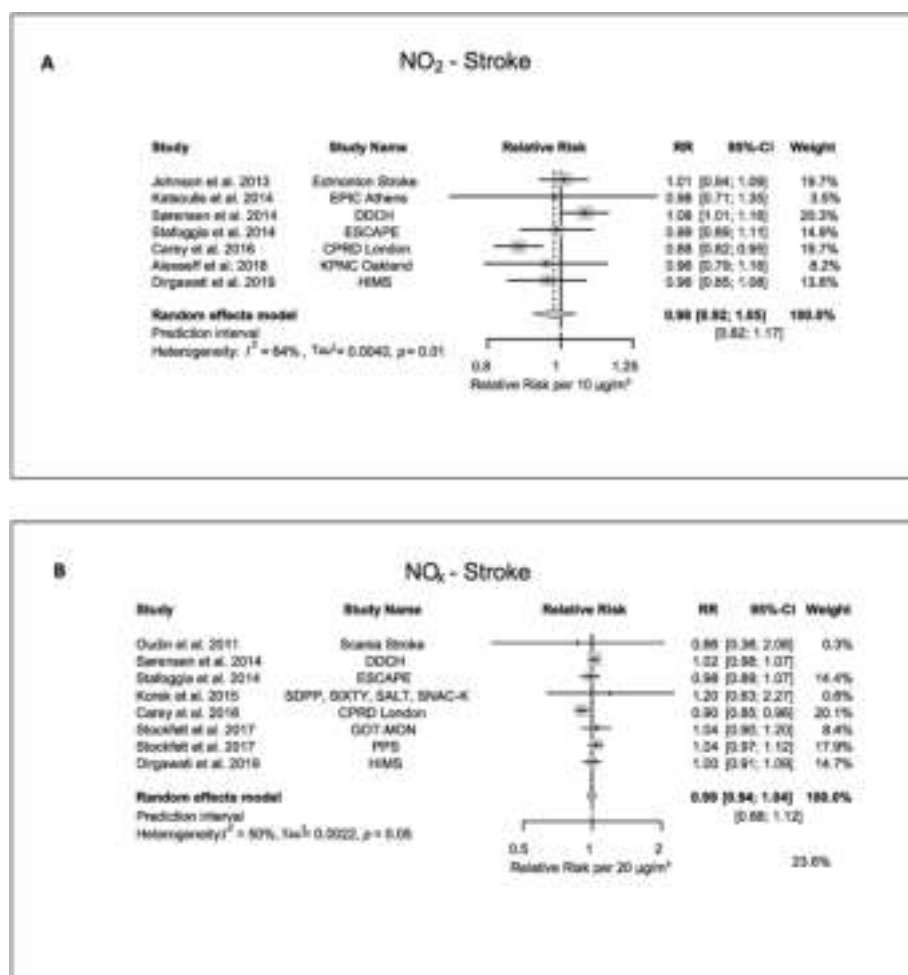 A
NO₂ - Stroke
Study Study Name Relative Risk RR 95%-CI Weight
Johnson et al. 2013 Edmonton Stroke 1.01 [0.94; 1.09] 19.7%
Katsoulis et al. 2014 EPIC Athens 0.98 [0.71; 1.35] 3.5%
Sørensen et al. 2014 DDCH 1.08 [1.01; 1.16] 20.3%
Stafoggia et al. 2014 ESCAPE 0.99 [0.89; 1.11] 14.9%
Carey et al. 2016 CPRD London 0.88 [0.82; 0.95] 19.7%
Alexeeff et al. 2018 KPNC Oakland 0.96 [0.79; 1.18] 8.2%
Dirgawati et al. 2019 HIMS 0.96 [0.85; 1.08] 13.8%
Random effects model 0.98 [0.92; 1.05] 100.0%
Prediction interval [0.82; 1.17]
Heterogeneity: I² = 64%, Tau² = 0.0040, p = 0.01
0.8 1 1.25
Relative Risk per 10 µg/m³
B
NOₓ - Stroke
Study Study Name Relative Risk RR 95%-CI Weight
Oudin et al. 2011 Scania Stroke 0.86 [0.36; 2.06] 0.3%
Sørensen et al. 2014 DDCH 1.02 [0.98; 1.07]
Stafoggia et al. 2014 ESCAPE 0.98 [0.89; 1.07] 14.4%
Korek et al. 2015 SDPP, SIXTY, SALT, SNAC-K 1.20 [0.63; 2.27] 0.6%
Carey et al. 2016 CPRD London 0.90 [0.85; 0.96] 20.1%
Stockfelt et al. 2017 GOT-MON 1.04 [0.90; 1.20] 8.4%
Stockfelt et al. 2017 PPS 1.04 [0.97; 1.12] 17.9%
Dirgawati et al. 2019 HIMS 1.00 [0.91; 1.09] 14.7%
Random effects model 0.99 [0.94; 1.04] 100.0%
Prediction interval [0.88; 1.12]
Heterogeneity: I² = 50%, Tau² = 0.0022, p = 0.05
0.5 1 2
Relative Risk per 20 µg/m³
23.6%